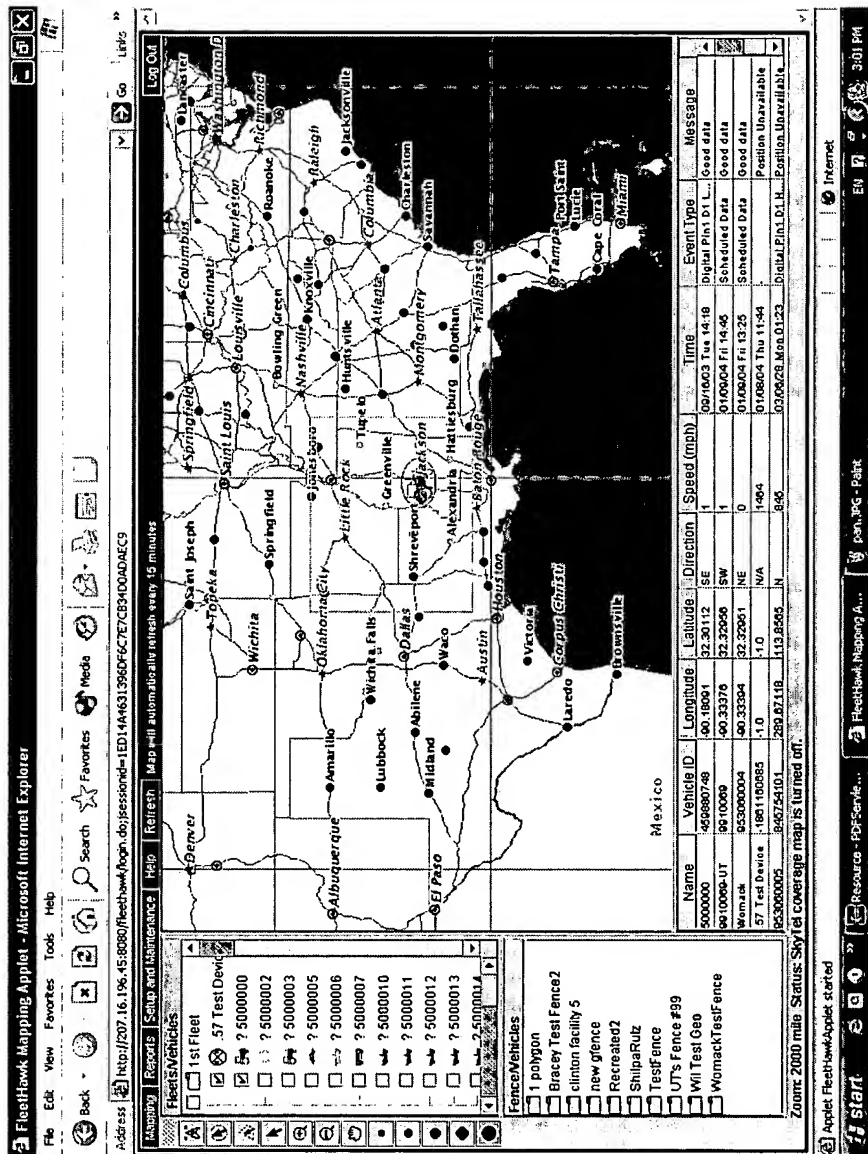 FleetHawk Mapping Applet - Microsoft Internet Explorer
File Edit View Favorites Tools Help
Back Search Favorites Media
Address http://207.16.196.45:8080/fleethawk/login.do;jsessionid=1ED14A4631396DF6C7E7CB34D0ADAEC9 Go Links »
Mapping Reports Setup and Maintenance Help Refresh Map will automatically refresh every 15 minutes Log Out
Fleets/Vehicles
1st Fleet
.57 Test Devic
? 5000000
? 5000002
? 5000003
? 5000005
? 5000006
? 5000007
? 5000010
? 5000011
? 5000012
? 5000013
? 5000014
Fence/Vehicles
1 polygon
Bracey Test Fence2
clinton facility 5
new gfence
Recreated2
ShilpaRutz
TestFence
UT's Fence #99
Will Test Geo
WomackTestFence
Denver
Saint Joseph
Topeka
Springfield
Columbus
Lancaster
Washington D
Cincinnati
Saint Louis
Louisville
Charleston
Richmond
Wichita
Springfield
Bowling Green
Roanoke
Albuquerque
Amarillo
Oklahoma City
Jonesboro
Nashville
Knoxville
Raleigh
Little Rock
Huntsville
Jacksonville
Lubbock
Wichita Falls
Tupelo
Atlanta
Columbia
El Paso
Midland
Abilene
Dallas
Shreveport
Greenville
Jackson
Montgomery
Charleston
Savannah
Waco
Alexandria
Hattiesburg
Dothan
Austin
Baton Rouge
Tallahassee
Houston
Victoria
Corpus Christi
Laredo
Brownsville
Tampa
Port Saint
Lucie
Cape Coral
Miami
Mexico
Name Vehicle ID Longitude Latitude Direction Speed (mph) Time Event Type Message
5000000 459880748 -90.18091 32.30112 SE 1 09/16/03 Tue 14:18 Digital Pin1 D1 L... Good data
9910069-UT 9910069 -90.33376 32.32956 SW 1 01/09/04 Fri 14:45 Scheduled Data Good data
Womack 953060004 -90.33394 32.32951 NE 0 01/09/04 Fri 13:25 Scheduled Data Good data
.57 Test Device -1861160685 -1.0 -1.0 N/A 1464 01/08/04 Thu 11:44 Position Unavailable
953060005 846754101 289.67118 113.8565 N 845 Mon 01:23 Digital Pin1 D1 H... Position Unavailable
Zoom: 2000 mile Status: SkyTel coverage map is turned off.
Applet FleetHawkApplet started Internet
start » Resource - PDFServle... FleetHawk Mapping A... pan.JPG - Paint EN 3:01 PM